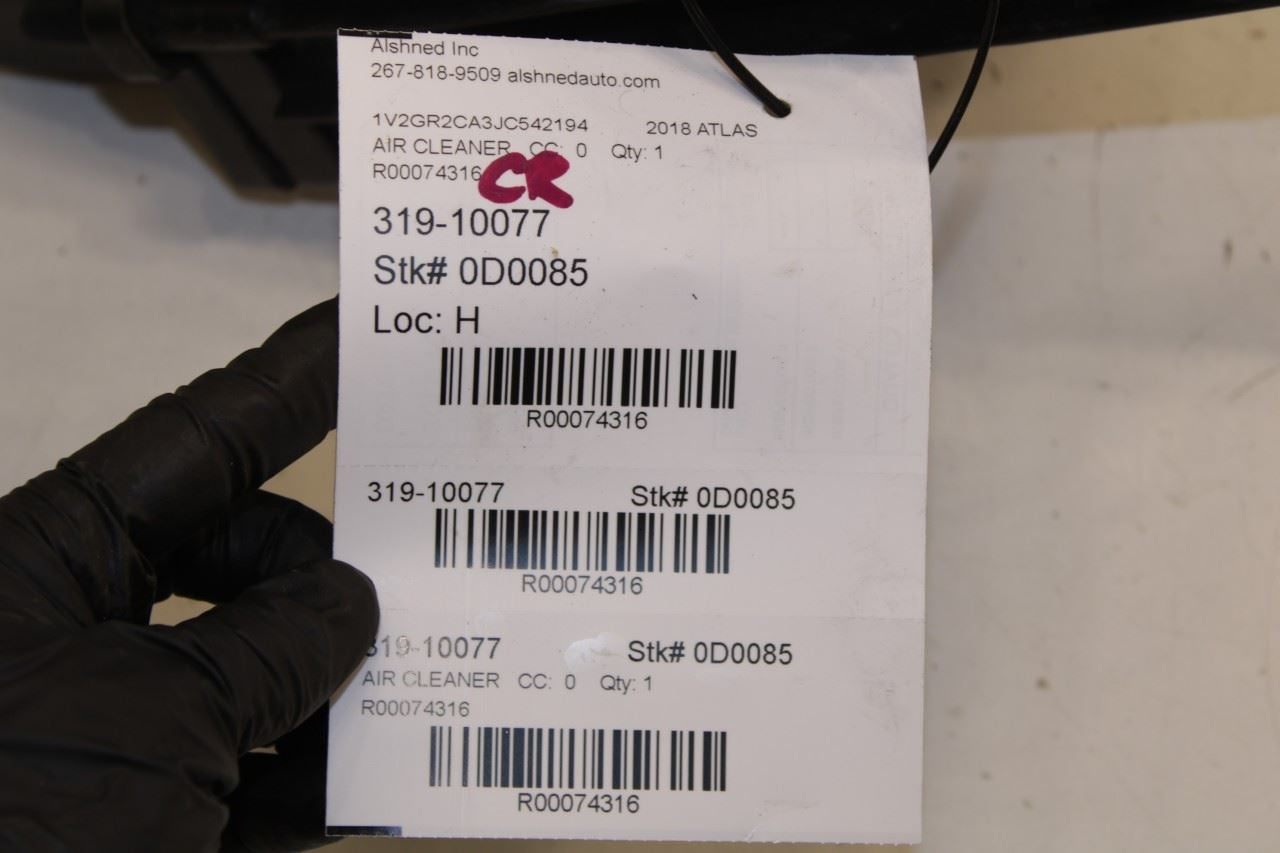 Alshned Inc
267-818-9509 alshnedauto.com
1V2GR2CA3JC542194 2018 ATLAS
AIR CLEANER CC: 0 Qty: 1
R00074316 CR
319-10077
Stk# 0D0085
Loc: H
R00074316
319-10077 Stk# 0D0085
R00074316
319-10077 Stk# 0D0085
AIR CLEANER CC: 0 Qty: 1
R00074316
R00074316